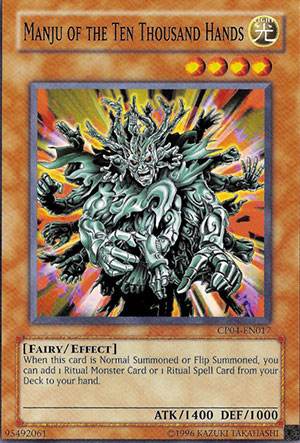 MANJU OF THE TEN THOUSAND HANDS
LIGHT
光
CP04-EN017
[FAIRY/EFFECT]
When this card is Normal Summoned or Flip Summoned, you
can add 1 Ritual Monster Card or 1 Ritual Spell Card from
your Deck to your hand.
ATK/1400 DEF/1000
95492061
©1996 KAZUKI TAKAHASHI